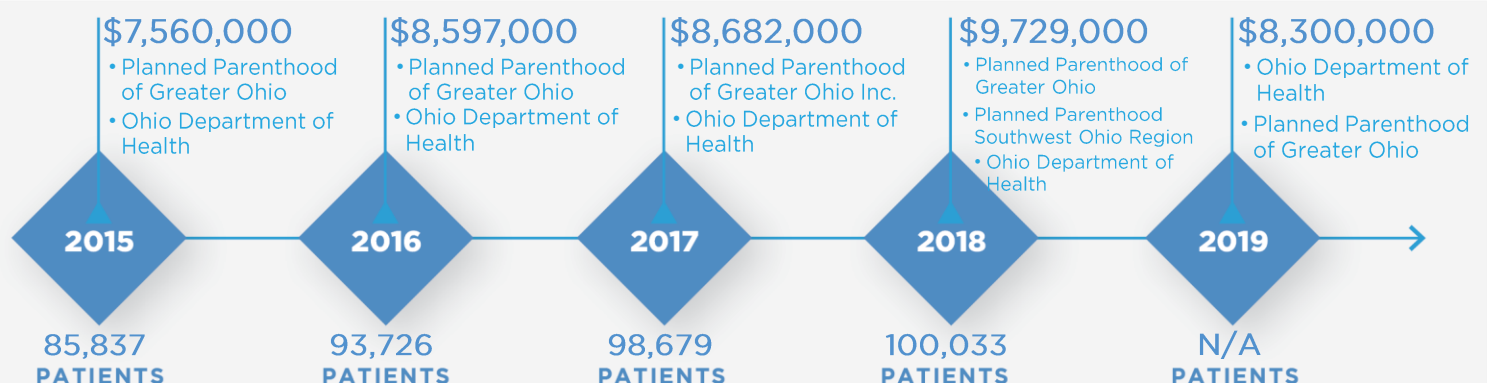 $7,560,000
• Planned Parenthood
of Greater Ohio
• Ohio Department of
Health
2015
85,837
PATIENTS
$8,597,000
• Planned Parenthood
of Greater Ohio
• Ohio Department of
Health
2016
93,726
PATIENTS
$8,682,000
• Planned Parenthood
of Greater Ohio Inc.
• Ohio Department of
Health
2017
98,679
PATIENTS
$9,729,000
• Planned Parenthood of
Greater Ohio
• Planned Parenthood
Southwest Ohio Region
• Ohio Department of
Health
2018
100,033
PATIENTS
$8,300,000
• Ohio Department of
Health
• Planned Parenthood
of Greater Ohio
2019
N/A
PATIENTS